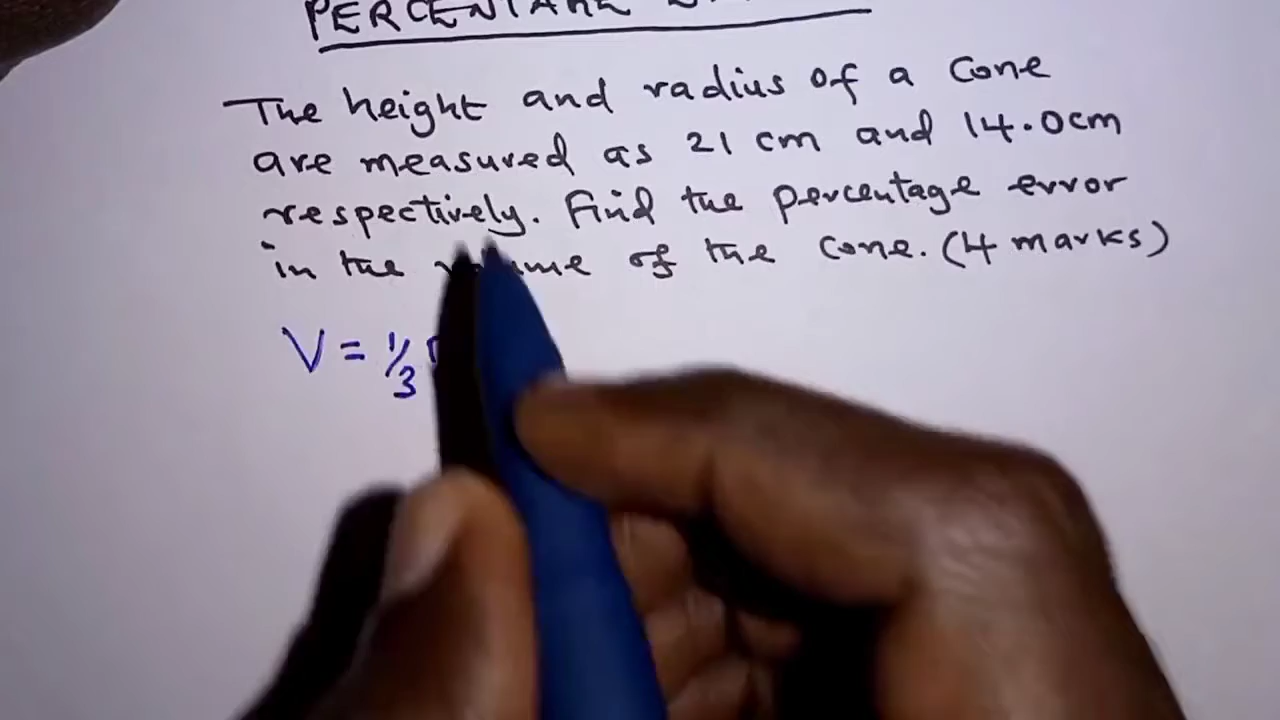 The height and radius of a Cone
are measured as 21 cm and 14.0cm
respectively. Find the percentage error
in the of the Cone. (4 marks)
V = 1/3